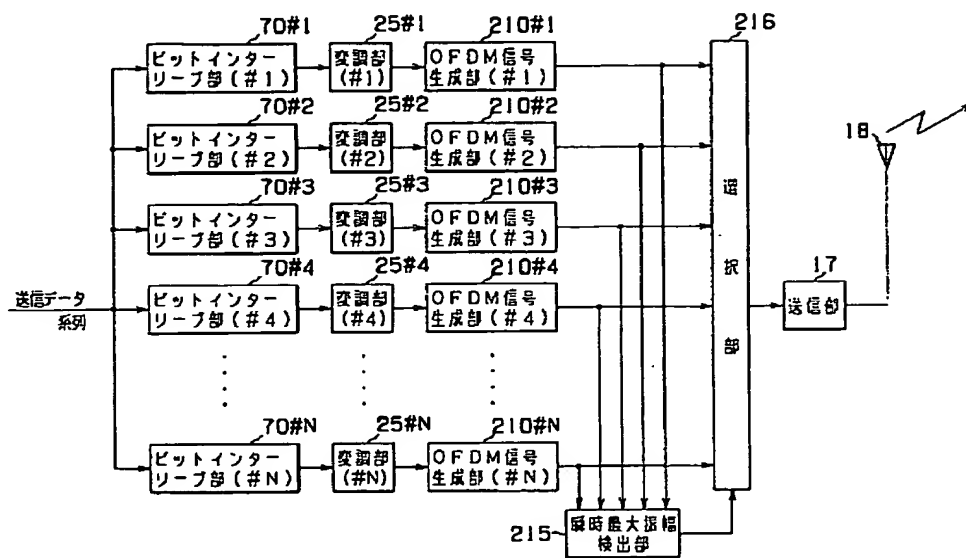 216
70#1 25#1 210#1
ビットインター
リーブ部(#1)
変調部
(#1)
OFDM信号
生成部(#1)
70#2 25#2 210#2
ビットインター
リーブ部(#2)
変調部
(#2)
OFDM信号
生成部(#2)
18
70#3 25#3 210#3
ビットインター
リーブ部(#3)
変調部
(#3)
OFDM信号
生成部(#3)
選択部
70#4 25#4 210#4
ビットインター
リーブ部(#4)
変調部
(#4)
OFDM信号
生成部(#4)
送信データ
系列
17
送信部
70#N 25#N 210#N
ビットインター
リーブ部(#N)
変調部
(#N)
OFDM信号
生成部(#N)
215
瞬時最大振幅
検出部